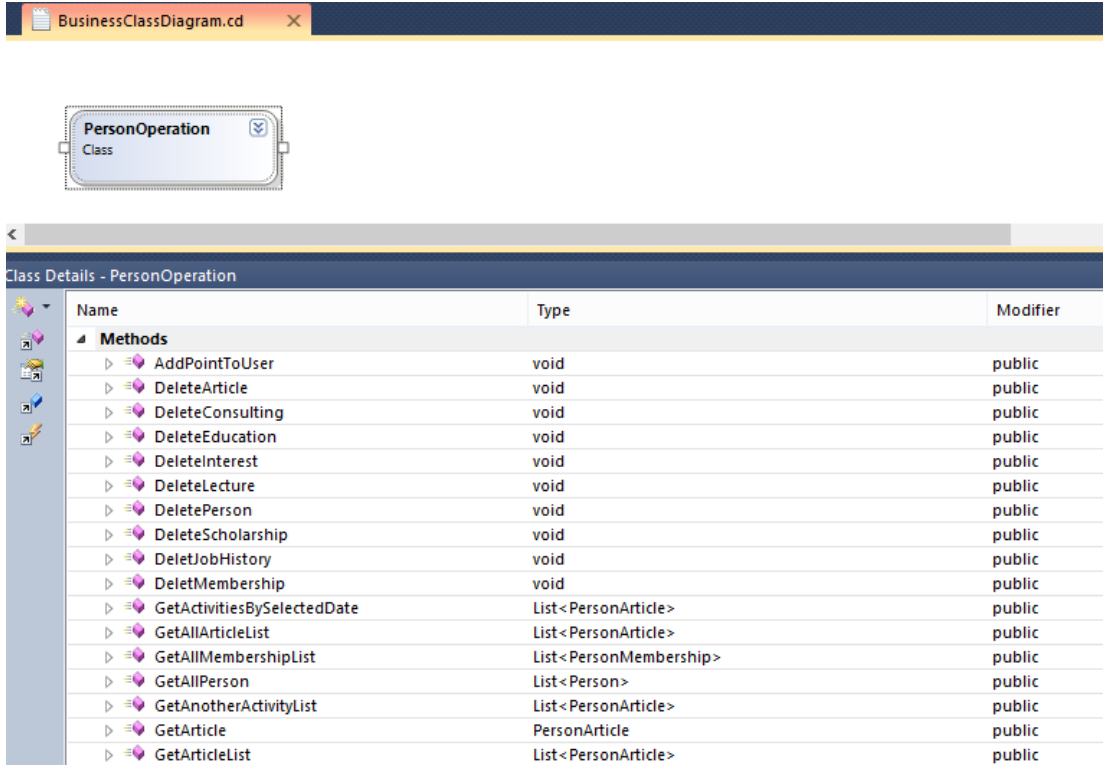 BusinessClassDiagram.cd
PersonOperation
Class
Class Details - PersonOperation
Name Type Modifier
Methods
AddPointToUser void public
DeleteArticle void public
DeleteConsulting void public
DeleteEducation void public
DeleteInterest void public
DeleteLecture void public
DeletePerson void public
DeleteScholarship void public
DeletJobHistory void public
DeletMembership void public
GetActivitiesBySelectedDate List<PersonArticle> public
GetAllArticleList List<PersonArticle> public
GetAllMembershipList List<PersonMembership> public
GetAllPerson List<Person> public
GetAnotherActivityList List<PersonArticle> public
GetArticle PersonArticle public
GetArticleList List<PersonArticle> public